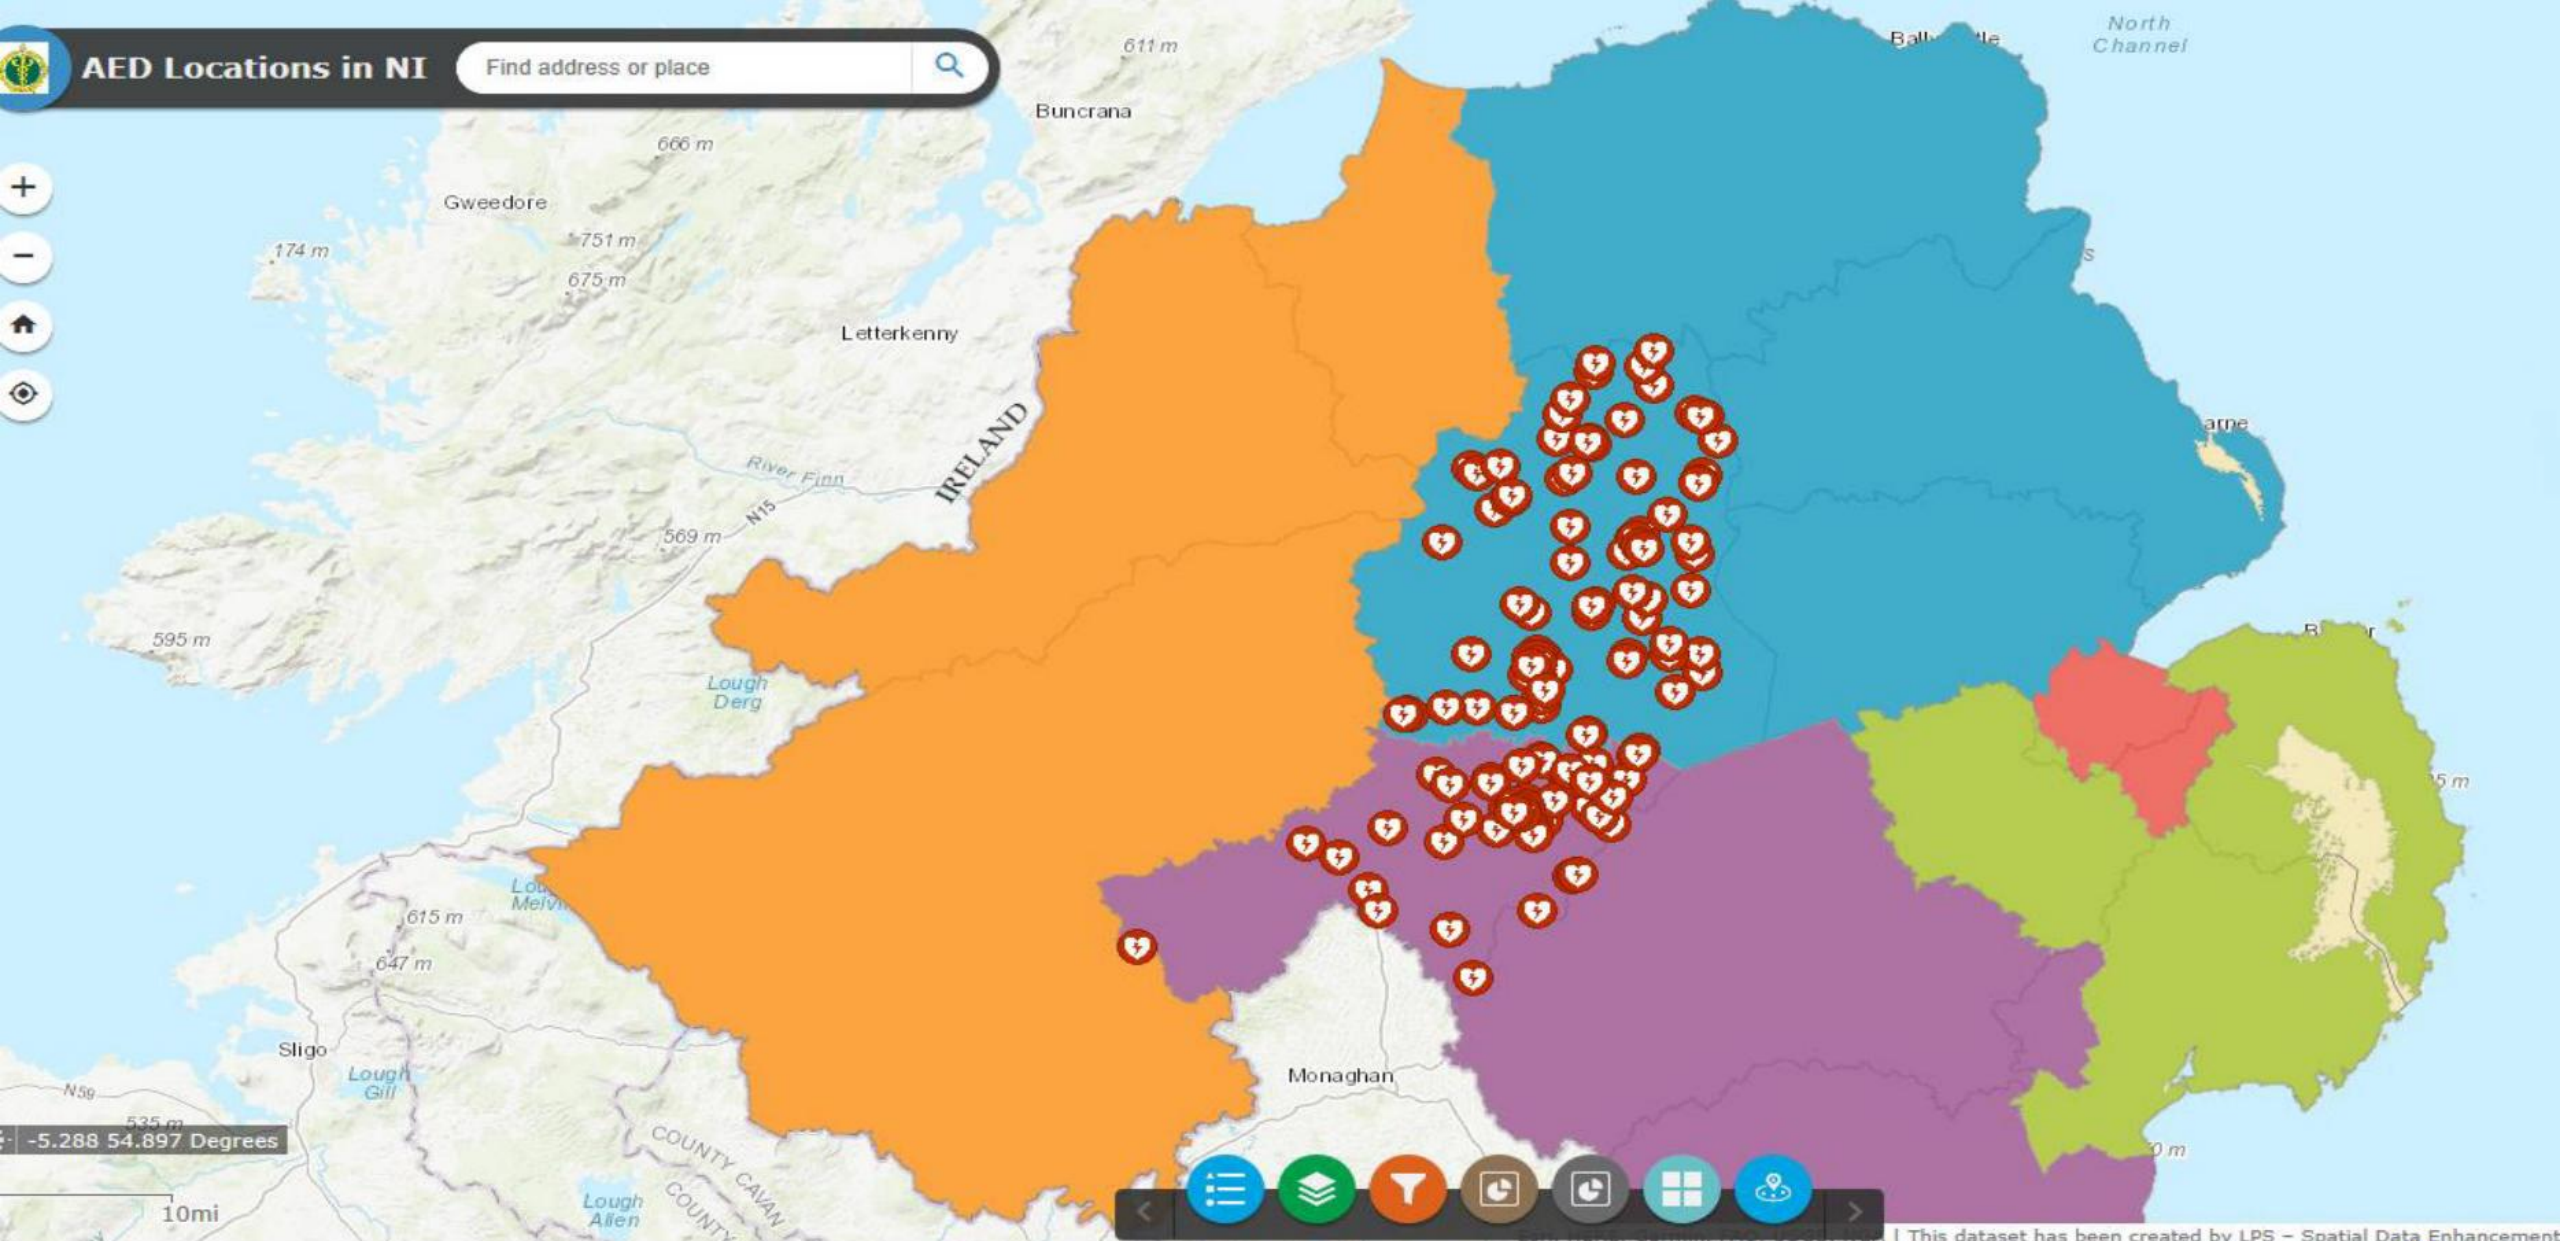 North
Channel
611 m
AED Locations in NI
Find address or place
Buncrana
666 m
Gweedore
751 m
174 m
675 m
Letterkenny
IRELAND
River Finn
N15
569 m
595 m
Lough
Derg
615 m
647 m
Sligo
Lough
Gill
Monaghan
N59
535 m
-5.288 54.897 Degrees
COUNTY CAVAN
COUNTY
Lough
Allen
10mi
| This dataset has been created by LPS – Spatial Data Enhancement